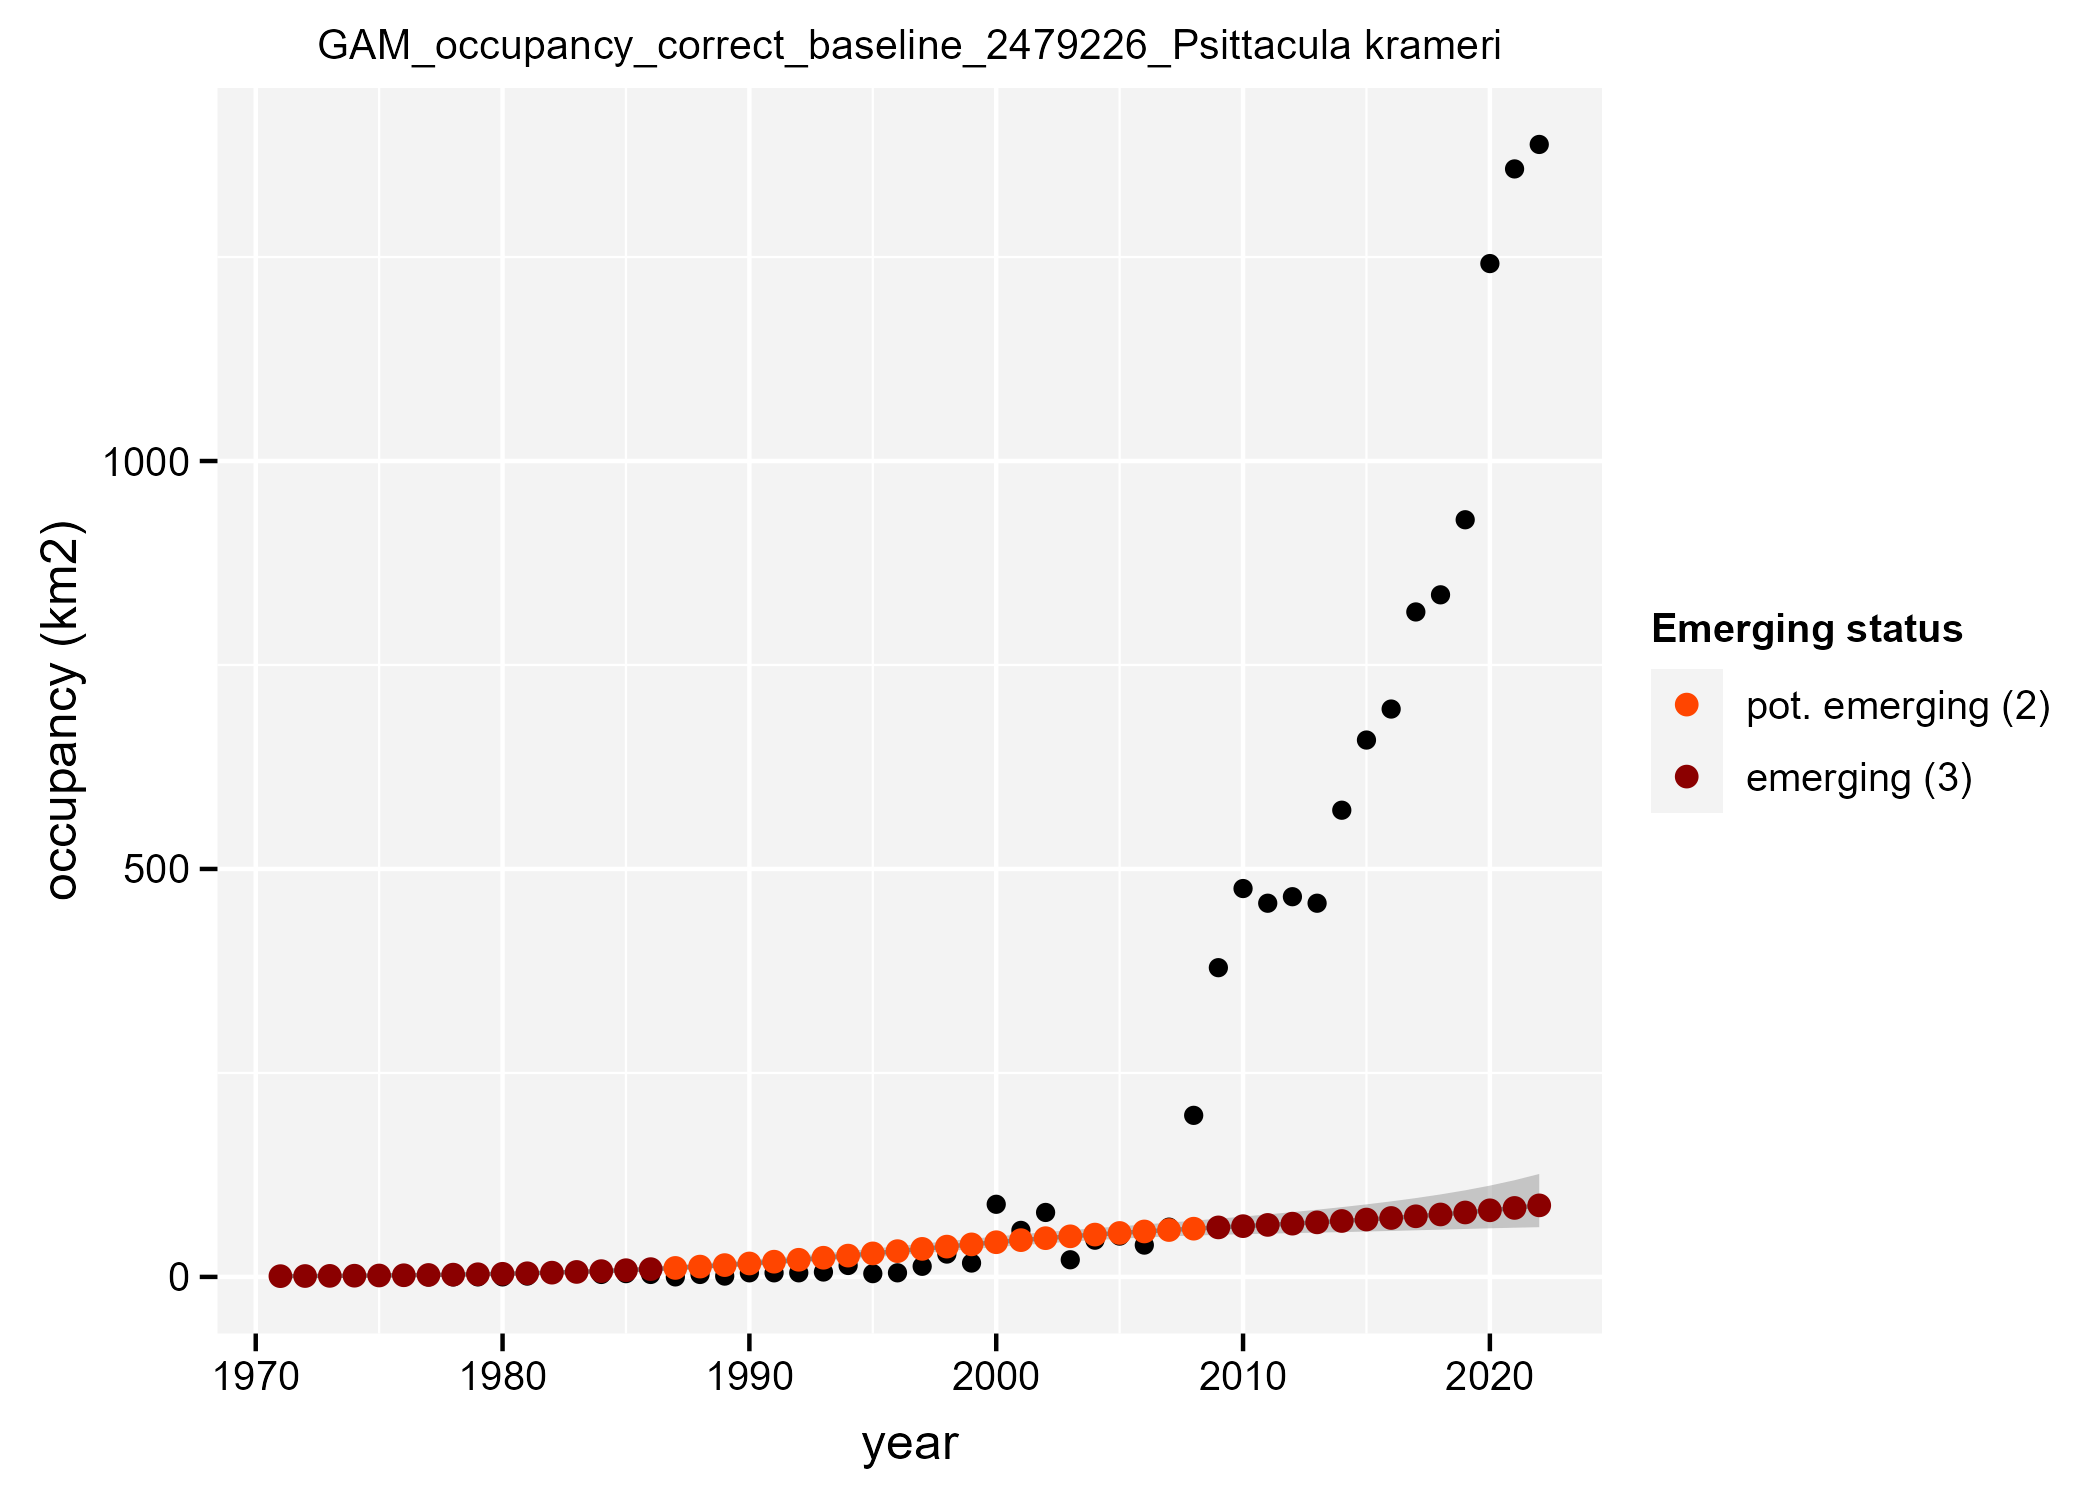 GAM_occupancy_correct_baseline_2479226_Psittacula krameri
occupancy (km2)
1000
500
0
1970 1980 1990 2000 2010 2020
year
Emerging status
pot. emerging (2)
emerging (3)